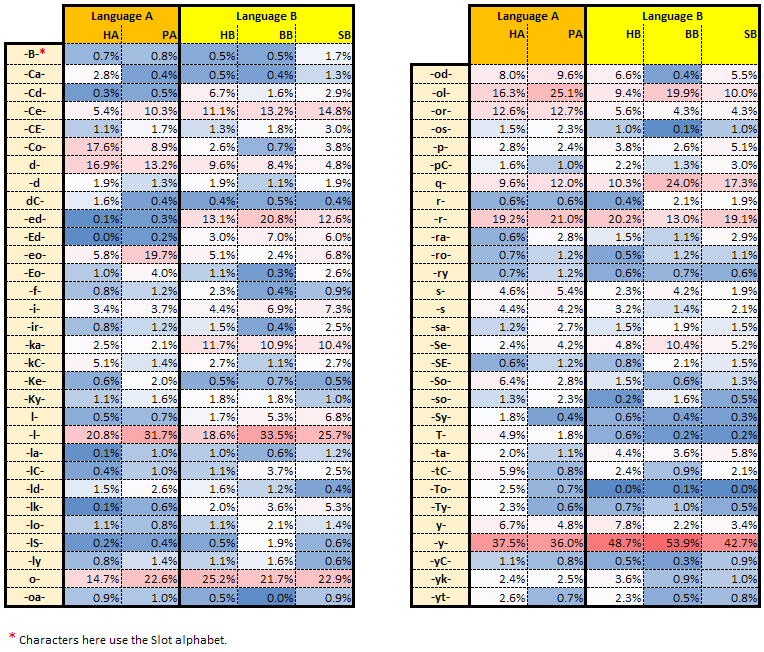 Language A Language B
HA PA HB BB SB
-B-* 0.7% 0.8% 0.5% 0.5% 1.7%
-Ca- 2.8% 0.4% 0.5% 0.4% 1.3%
-Cd- 0.3% 0.5% 6.7% 1.6% 2.9%
-Ce- 5.4% 10.3% 11.1% 13.2% 14.8%
-CE- 1.1% 1.7% 1.3% 1.8% 3.0%
-Co- 17.6% 8.9% 2.6% 0.7% 3.8%
d- 16.9% 13.2% 9.6% 8.4% 4.8%
-d 1.9% 1.3% 1.9% 1.1% 1.9%
dC- 1.6% 0.4% 0.4% 0.5% 0.4%
-ed- 0.1% 0.3% 13.1% 20.8% 12.6%
-Ed- 0.0% 0.2% 3.0% 7.0% 6.0%
-eo- 5.8% 19.7% 5.1% 2.4% 6.8%
-Eo- 1.0% 4.0% 1.1% 0.3% 2.6%
-f- 0.8% 1.2% 2.3% 0.4% 0.9%
-i- 3.4% 3.7% 4.4% 6.9% 7.3%
-ir- 0.8% 1.2% 1.5% 0.4% 2.5%
-ka- 2.5% 2.1% 11.7% 10.9% 10.4%
-kC- 5.1% 1.4% 2.7% 1.1% 2.7%
-Ke- 0.6% 2.0% 0.5% 0.7% 0.5%
-Ky- 1.1% 1.6% 1.8% 1.8% 1.0%
l- 0.5% 0.7% 1.7% 5.3% 6.8%
-l- 20.8% 31.7% 18.6% 33.5% 25.7%
-la- 0.1% 1.0% 1.0% 0.6% 1.2%
-lC- 0.4% 1.0% 1.1% 3.7% 2.5%
-ld- 1.5% 2.6% 1.6% 1.2% 0.4%
-lk- 0.1% 0.6% 2.0% 3.6% 5.3%
-lo- 1.1% 0.8% 1.1% 2.1% 1.4%
-lS- 0.2% 0.4% 0.5% 1.9% 0.6%
-ly 0.8% 1.4% 1.1% 1.6% 0.6%
o- 14.7% 22.6% 25.2% 21.7% 22.9%
-oa- 0.9% 1.0% 0.5% 0.0% 0.9%
Language A Language B
HA PA HB BB SB
-od- 8.0% 9.6% 6.6% 0.4% 5.5%
-ol- 16.3% 25.1% 9.4% 19.9% 10.0%
-or- 12.6% 12.7% 5.6% 4.3% 4.3%
-os- 1.5% 2.3% 1.0% 0.1% 1.0%
-p- 2.8% 2.4% 3.8% 2.6% 5.1%
-pC- 1.6% 1.0% 2.2% 1.3% 3.0%
q- 9.6% 12.0% 10.3% 24.0% 17.3%
r- 0.6% 0.6% 0.4% 2.1% 1.9%
-r- 19.2% 21.0% 20.2% 13.0% 19.1%
-ra- 0.6% 2.8% 1.5% 1.1% 2.9%
-ro- 0.7% 1.2% 0.5% 1.2% 1.1%
-ry 0.7% 1.2% 0.6% 0.7% 0.6%
s- 4.6% 5.4% 2.3% 4.2% 1.9%
-s 4.4% 4.2% 3.2% 1.4% 2.1%
-sa- 1.2% 2.7% 1.5% 1.9% 1.5%
-Se- 2.4% 4.2% 4.8% 10.4% 5.2%
-SE- 0.6% 1.2% 0.8% 2.1% 1.5%
-So- 6.4% 2.8% 1.5% 0.6% 1.3%
-so- 1.3% 2.3% 0.2% 1.6% 0.5%
-Sy- 1.8% 0.4% 0.6% 0.4% 0.3%
T- 4.9% 1.8% 0.6% 0.2% 0.2%
-ta- 2.0% 1.1% 4.4% 3.6% 5.8%
-tC- 5.9% 0.8% 2.4% 0.9% 2.1%
-To- 2.5% 0.7% 0.0% 0.1% 0.0%
-Ty- 2.3% 0.6% 0.7% 1.0% 0.5%
y- 6.7% 4.8% 7.8% 2.2% 3.4%
-y- 37.5% 36.0% 48.7% 53.9% 42.7%
-yC- 1.1% 0.8% 0.5% 0.3% 0.9%
-yk- 2.4% 2.5% 3.6% 0.9% 1.0%
-yt- 2.6% 0.7% 2.3% 0.5% 0.8%
* Characters here use the Slot alphabet.